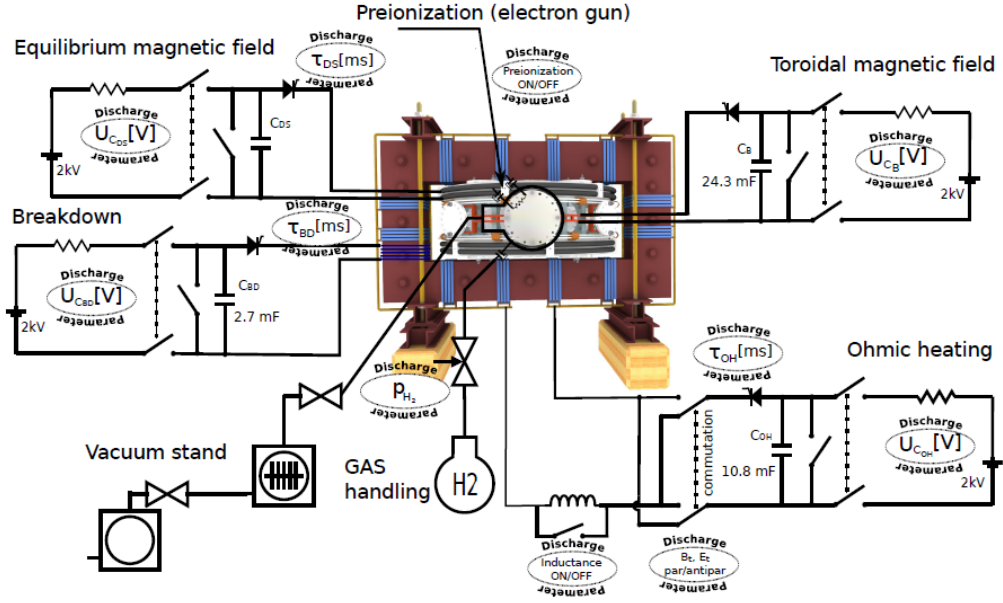 Preionization (electron gun)
Equilibrium magnetic field
Discharge
τDS[ms]
Parameter
Discharge
Preionization
ON/OFF
Parameter
Toroidal magnetic field
Discharge
UCDS[V]
Parameter
2kV
CDS
CB
24.3 mF
Discharge
UCB[V]
Parameter
2kV
Breakdown
Discharge
τBD[ms]
Parameter
Discharge
UCBD[V]
Parameter
2kV
CBD
2.7 mF
Discharge
pH2
Parameter
Discharge
τOH[ms]
Parameter
Ohmic heating
commutation
COH
10.8 mF
Discharge
UCOH[V]
Parameter
2kV
Vacuum stand
GAS
handling
H2
Discharge
Inductance
ON/OFF
Parameter
Discharge
Bt, Et
par/antipar
Parameter